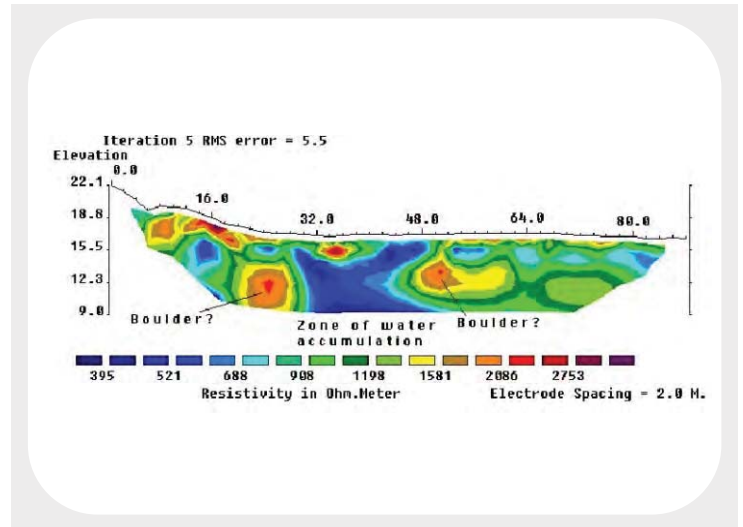 Iteration 5 RMS error = 5.5
Elevation
0.0
22.1
16.0
18.8
32.0
48.0
64.0
80.0
15.5
12.3
9.0
Boulder?
Zone of water
accumulation
Boulder?
395 521 688 908 1198 1581 2086 2753
Resistivity in Ohm.Meter
Electrode Spacing = 2.0 M.